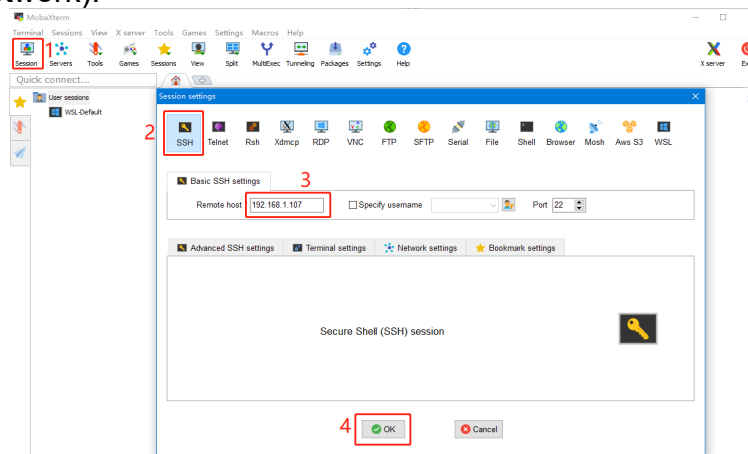 twork).
MobaXterm
Terminal Sessions View X server Tools Games Settings Macros Help
1
Session Servers Tools Games Sessions View Split MultiExec Tunneling Packages Settings Help X server
Quick connect...
User sessions
WSL-Default
Session settings
2
SSH Telnet Rsh Xdmcp RDP VNC FTP SFTP Serial File Shell Browser Mosh Aws S3 WSL
Basic SSH settings 3
Remote host 192.168.1.107 Specify username Port 22
Advanced SSH settings Terminal settings Network settings Bookmark settings
Secure Shell (SSH) session
4 OK Cancel